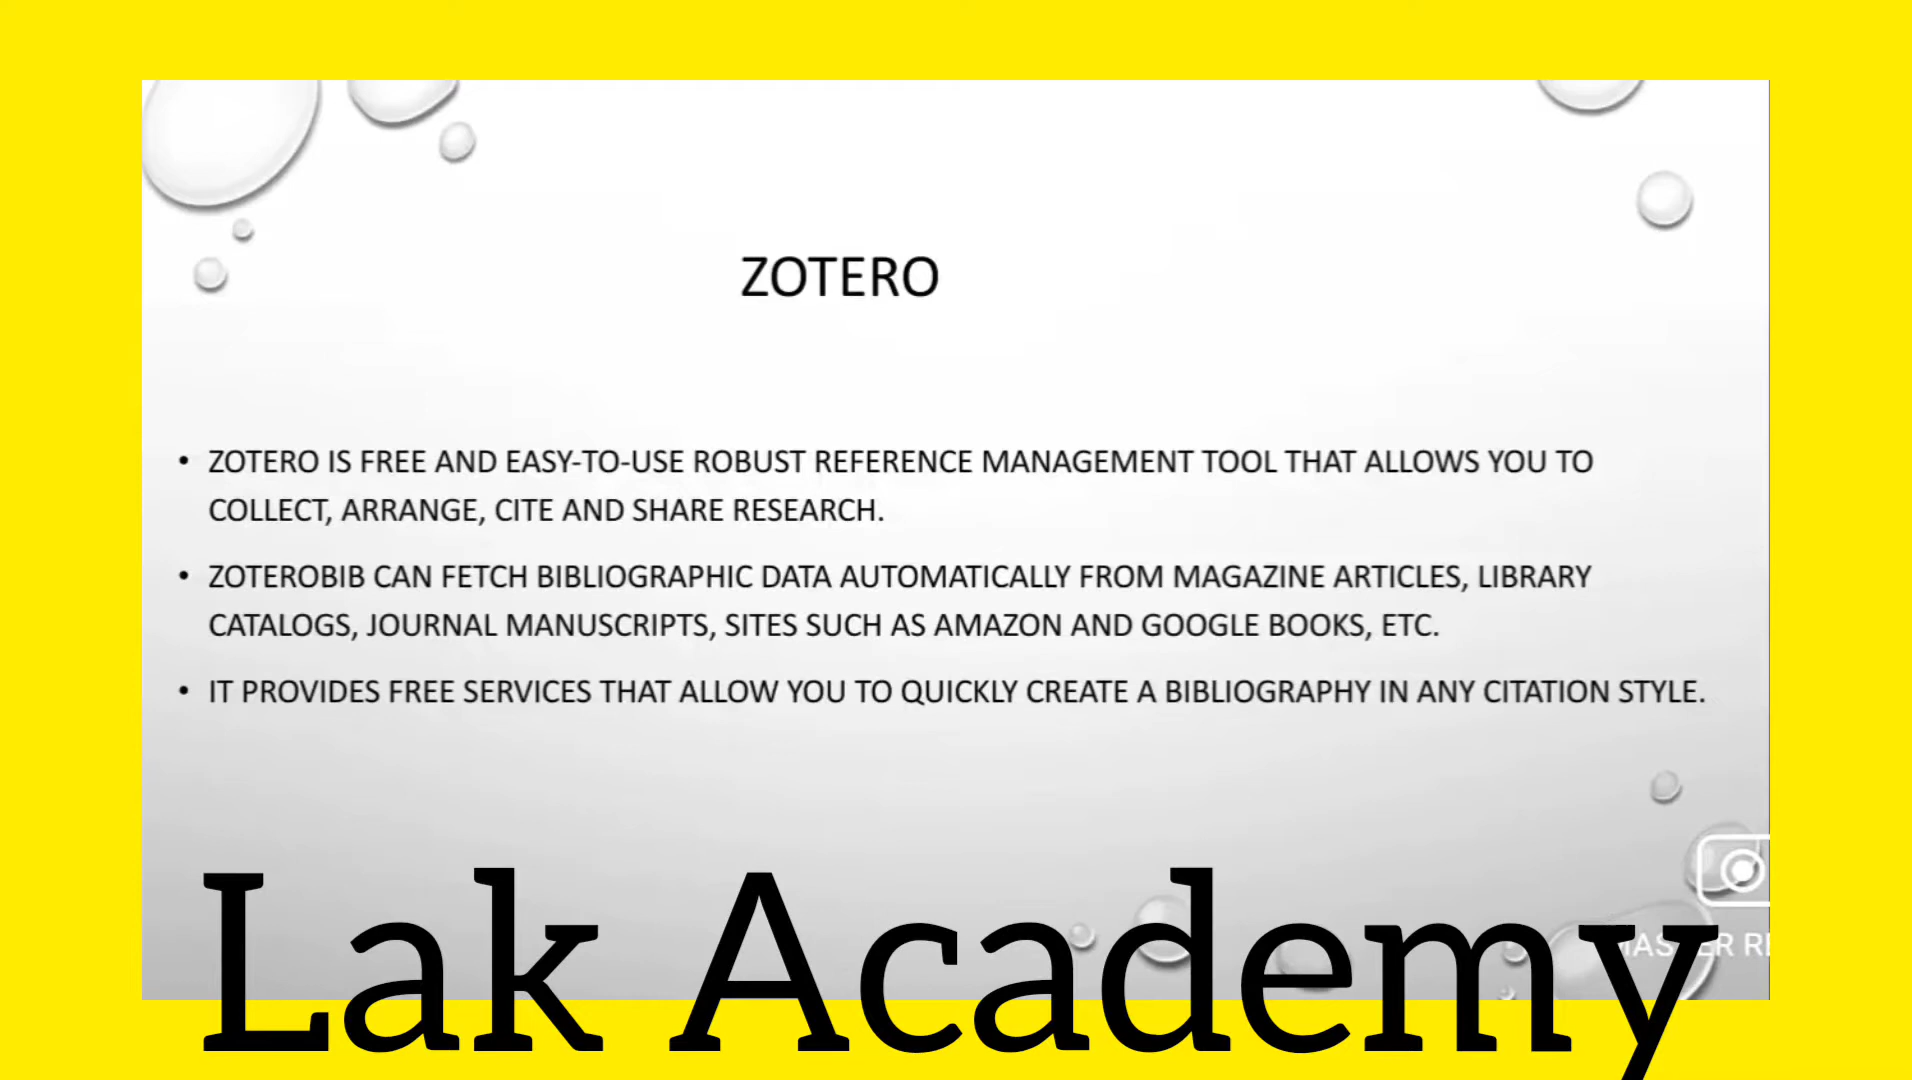 ZOTERO
• ZOTERO IS FREE AND EASY-TO-USE ROBUST REFERENCE MANAGEMENT TOOL THAT ALLOWS YOU TO
COLLECT, ARRANGE, CITE AND SHARE RESEARCH.
• ZOTEROBIB CAN FETCH BIBLIOGRAPHIC DATA AUTOMATICALLY FROM MAGAZINE ARTICLES, LIBRARY
CATALOGS, JOURNAL MANUSCRIPTS, SITES SUCH AS AMAZON AND GOOGLE BOOKS, ETC.
• IT PROVIDES FREE SERVICES THAT ALLOW YOU TO QUICKLY CREATE A BIBLIOGRAPHY IN ANY CITATION STYLE.
Lak Academy